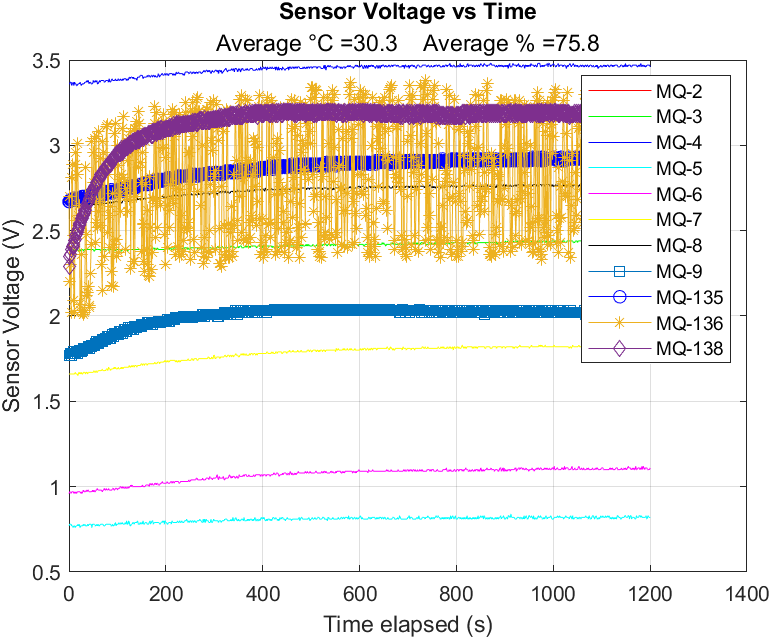 Sensor Voltage vs Time
Average °C =30.3 Average % =75.8
3.5
3
2.5
2
1.5
1
0.5
Sensor Voltage (V)
MQ-2
MQ-3
MQ-4
MQ-5
MQ-6
MQ-7
MQ-8
MQ-9
MQ-135
MQ-136
MQ-138
0 200 400 600 800 1000 1200 1400
Time elapsed (s)